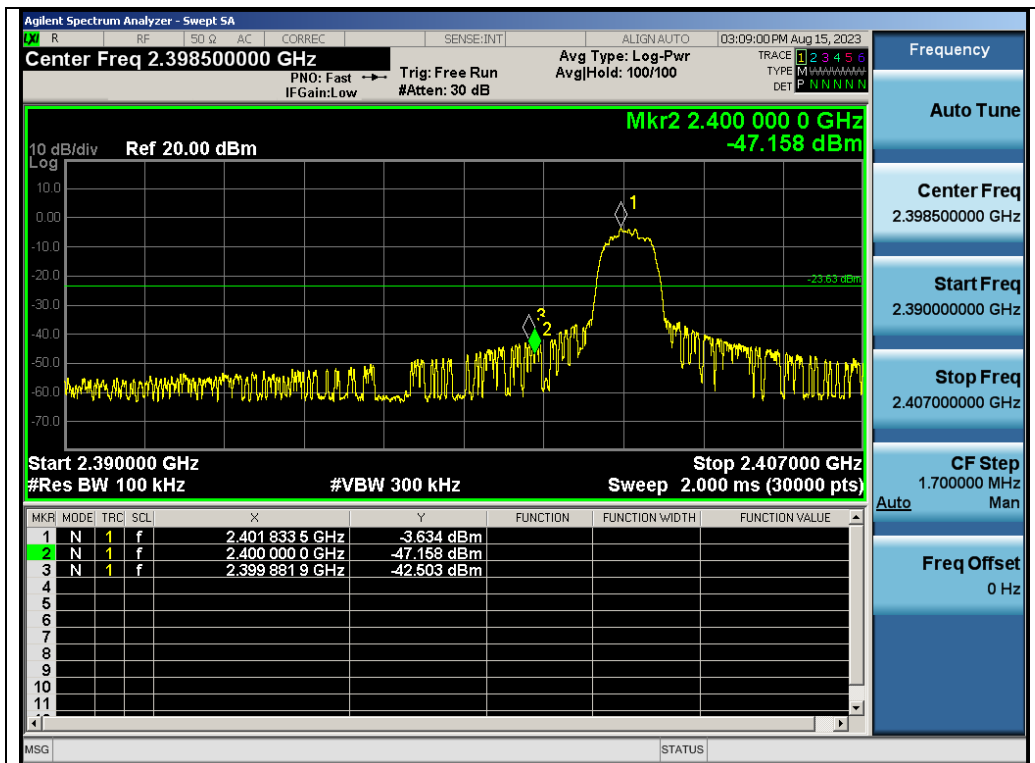 Agilent Spectrum Analyzer - Swept SA
LXI R RF 50 Ω AC CORREC SENSE:INT ALIGN AUTO 03:09:00 PM Aug 15, 2023
Center Freq 2.398500000 GHz
PNO: Fast
IFGain:Low
Trig: Free Run
#Atten: 30 dB
Avg Type: Log-Pwr
Avg|Hold: 100/100
TRACE 1 2 3 4 5 6
TYPE M
DET P N N N N N
Mkr2 2.400 000 0 GHz
-47.158 dBm
10 dB/div Ref 20.00 dBm
Log
10.0
0.00
-10.0
-20.0
-30.0
-40.0
-50.0
-60.0
-70.0
1
-23.63 dBm
3
2
Start 2.390000 GHz Stop 2.407000 GHz
#Res BW 100 kHz #VBW 300 kHz Sweep 2.000 ms (30000 pts)
MKR MODE TRC SCL X Y FUNCTION FUNCTION WIDTH FUNCTION VALUE
1 N 1 f 2.401 833 5 GHz -3.634 dBm
2 N 1 f 2.400 000 0 GHz -47.158 dBm
3 N 1 f 2.399 881 9 GHz -42.503 dBm
4
5
6
7
8
9
10
11
MSG STATUS
Frequency
Auto Tune
Center Freq
2.398500000 GHz
Start Freq
2.390000000 GHz
Stop Freq
2.407000000 GHz
CF Step
1.700000 MHz
Auto Man
Freq Offset
0 Hz